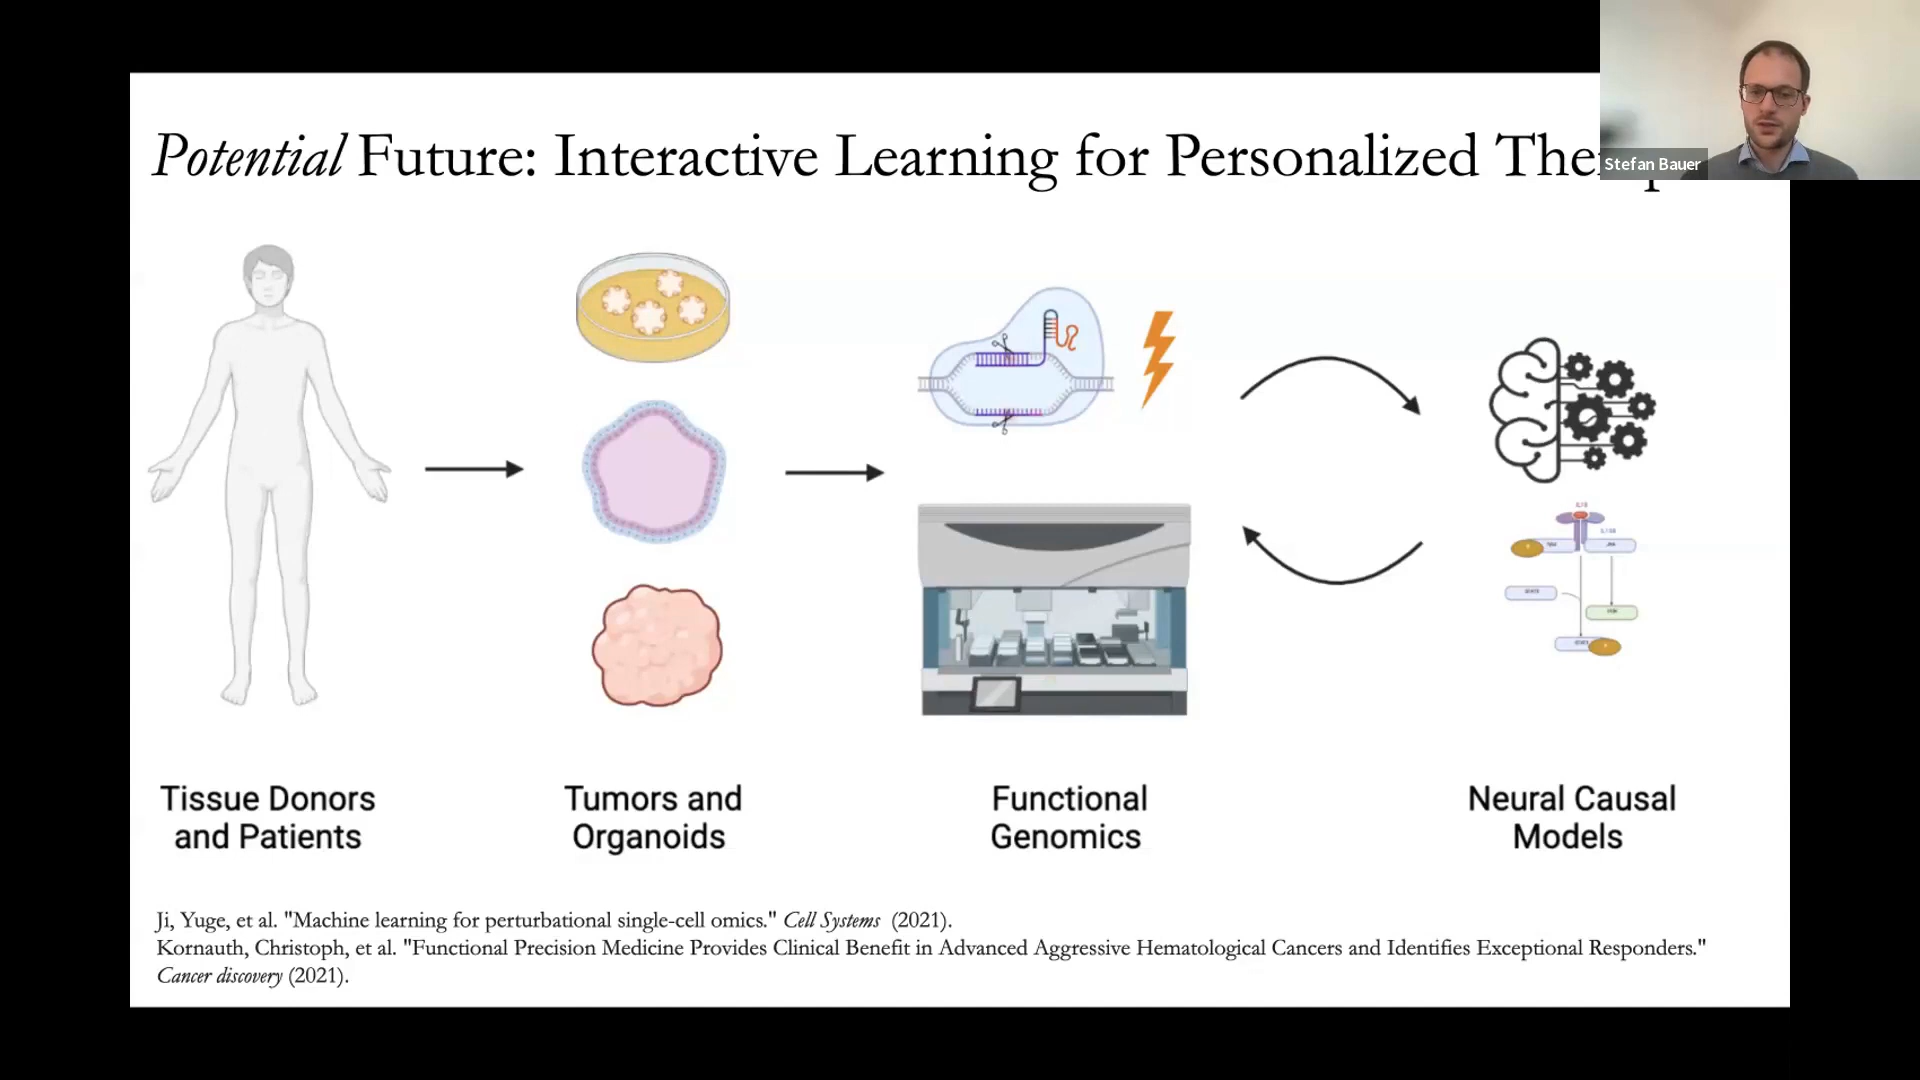 Potential Future: Interactive Learning for Personalized
Stefan Bauer
Tissue Donors
and Patients
Tumors and
Organoids
Functional
Genomics
Neural Causal
Models
Ji, Yuge, et al. "Machine learning for perturbational single-cell omics." Cell Systems (2021).
Kornauth, Christoph, et al. "Functional Precision Medicine Provides Clinical Benefit in Advanced Aggressive Hematological Cancers and Identifies Exceptional Responders."
Cancer discovery (2021).